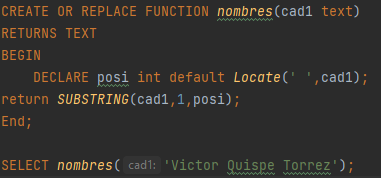 CREATE OR REPLACE FUNCTION nombres(cad1 text)
RETURNS TEXT
BEGIN
DECLARE posi int default Locate(' ',cad1);
return SUBSTRING(cad1,1,posi);
End;
SELECT nombres( cad1: 'Victor Quispe Torrez');